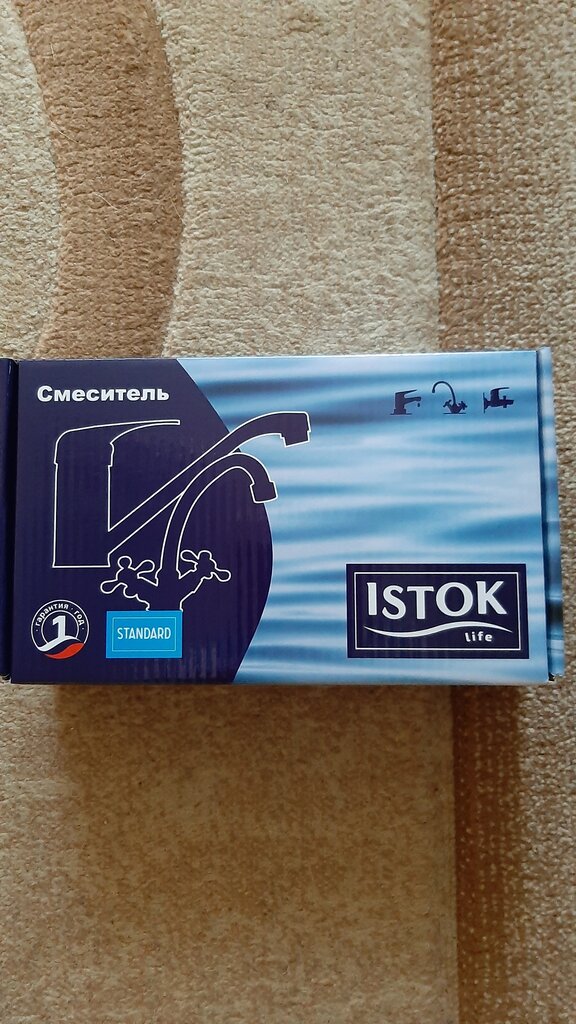 Смеситель
гарантия · год
1
STANDARD
ISTOK
life